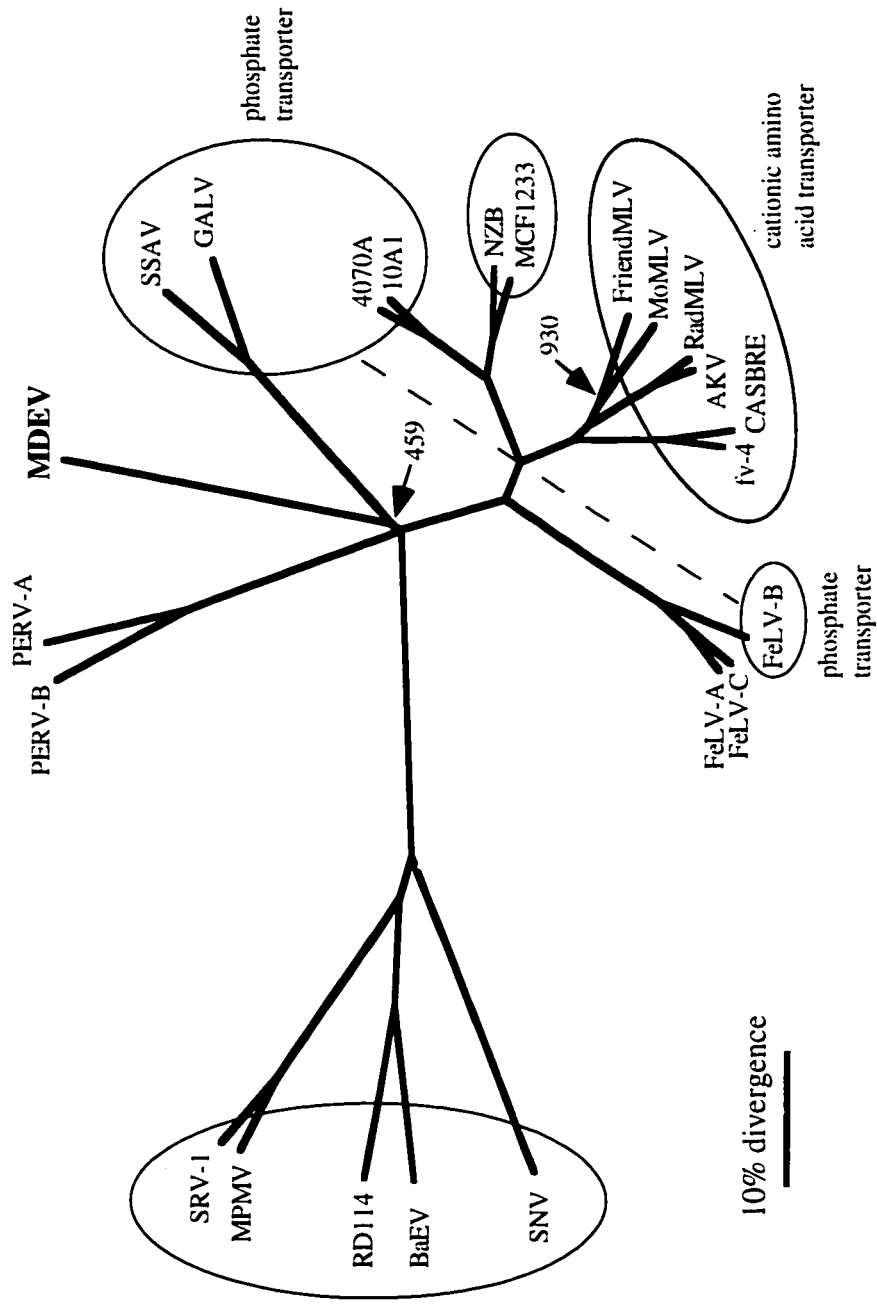 phosphate
transporter
SSAV
GALV
MDEV
4070A
10A1
NZB
MCF1233
PERV-A
PERV-B
459
930
FriendMLV
MoMLV
RadMLV
AKV
CASBRE
fv-4
cationic amino
acid transporter
FeLV-B
phosphate
transporter
FeLV-A
FeLV-C
SRV-1
MPMV
RD114
BaEV
SNV
10% divergence